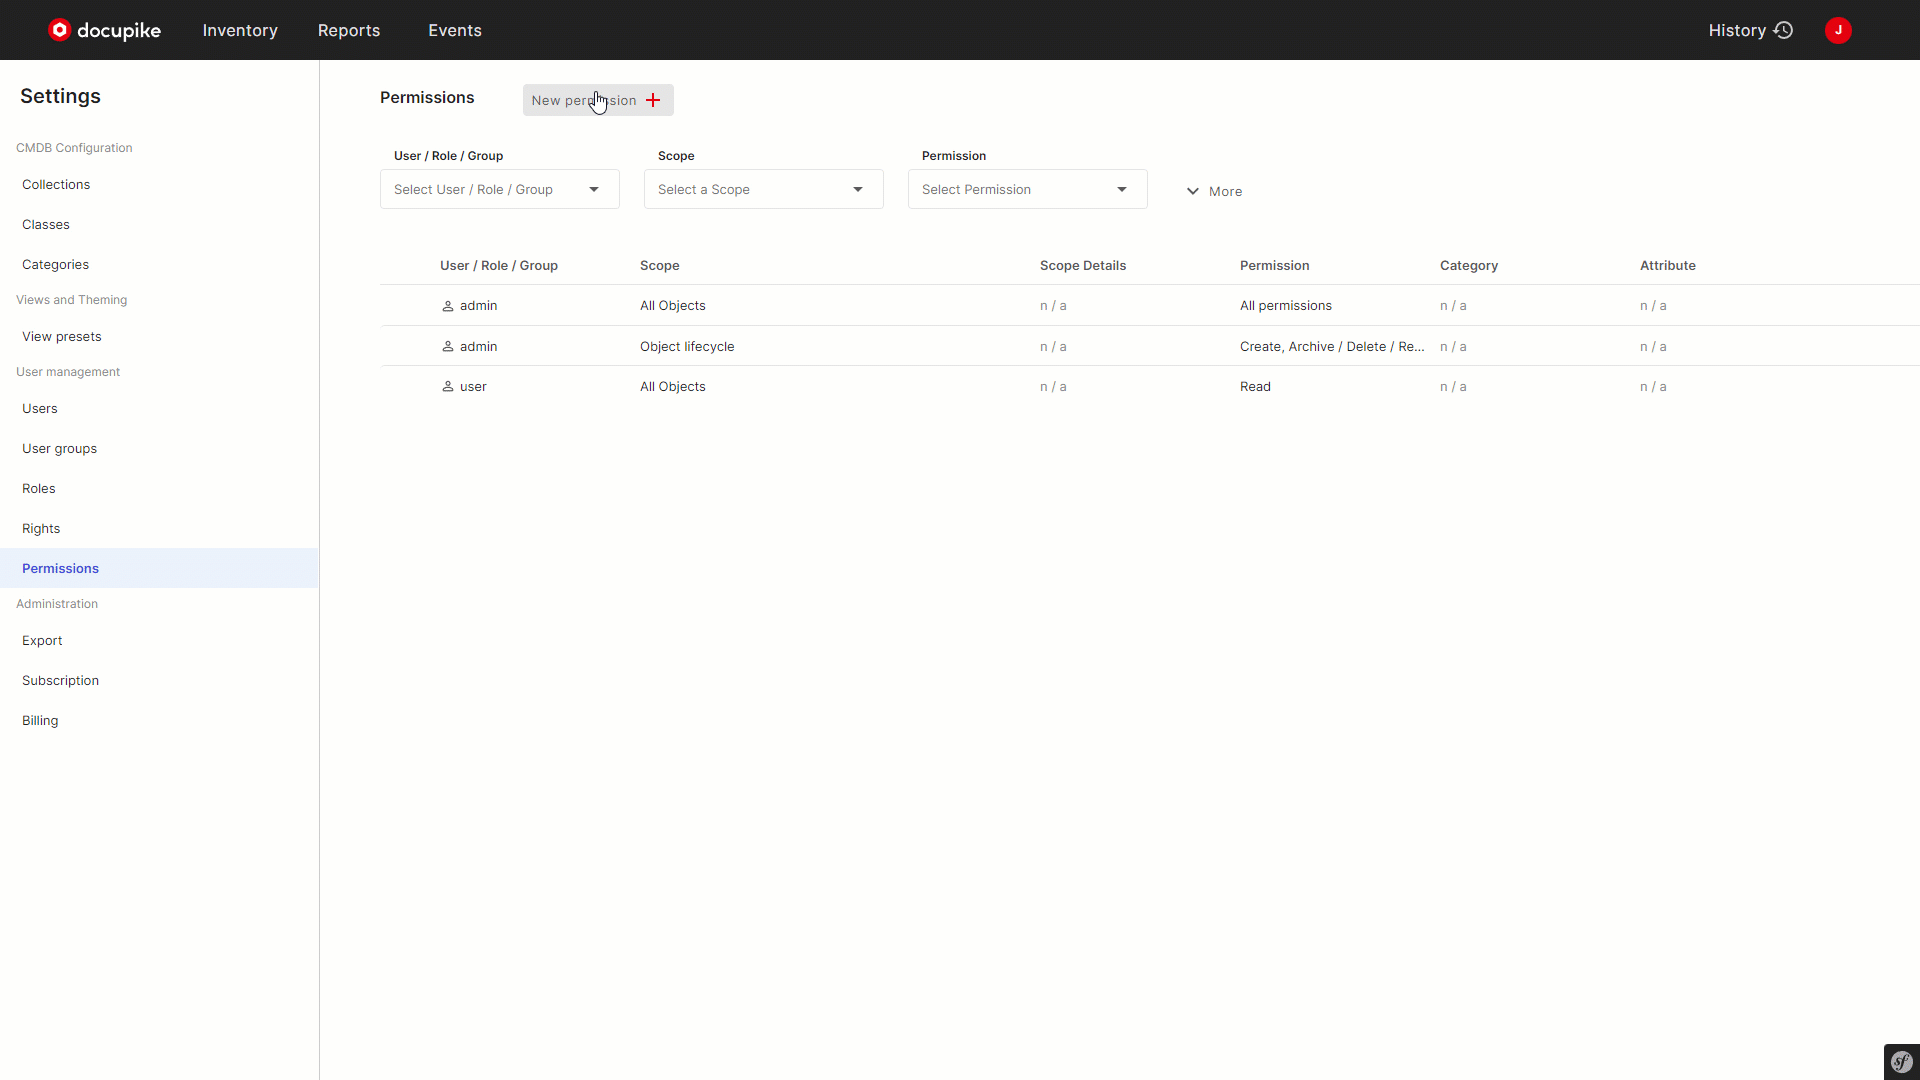 docupike Inventory Reports Events History J
Settings
CMDB Configuration
Collections
Classes
Categories
Views and Theming
View presets
User management
Users
User groups
Roles
Rights
Permissions
Administration
Export
Subscription
Billing
Permissions New permission
User / Role / Group Scope Permission
Select User / Role / Group Select a Scope Select Permission More
User / Role / Group Scope Scope Details Permission Category Attribute
admin All Objects n / a All permissions n / a n / a
admin Object lifecycle n / a Create, Archive / Delete / Re... n / a n / a
user All Objects n / a Read n / a n / a
sf